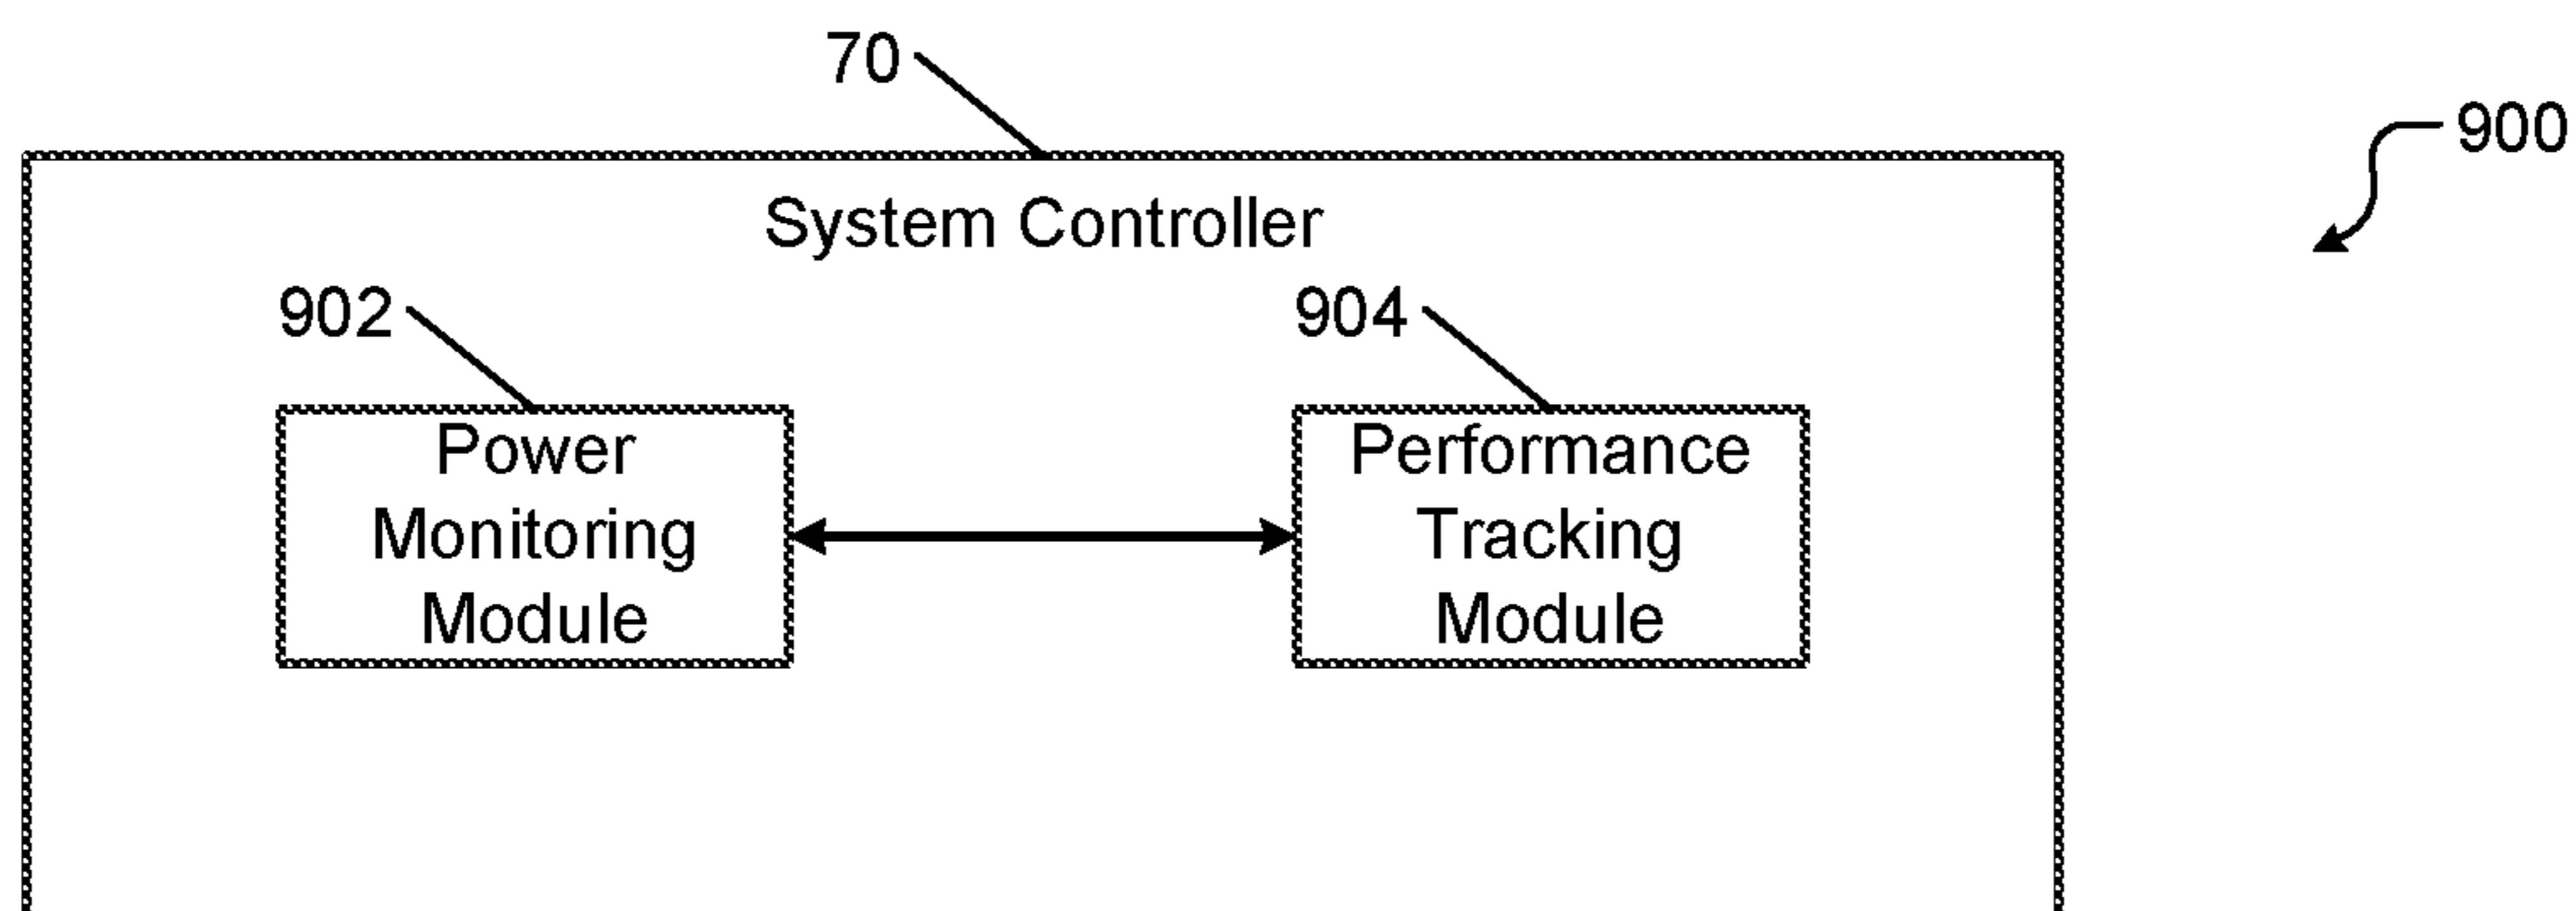 70
900
System Controller
902
904
Power
Monitoring
Module
Performance
Tracking
Module